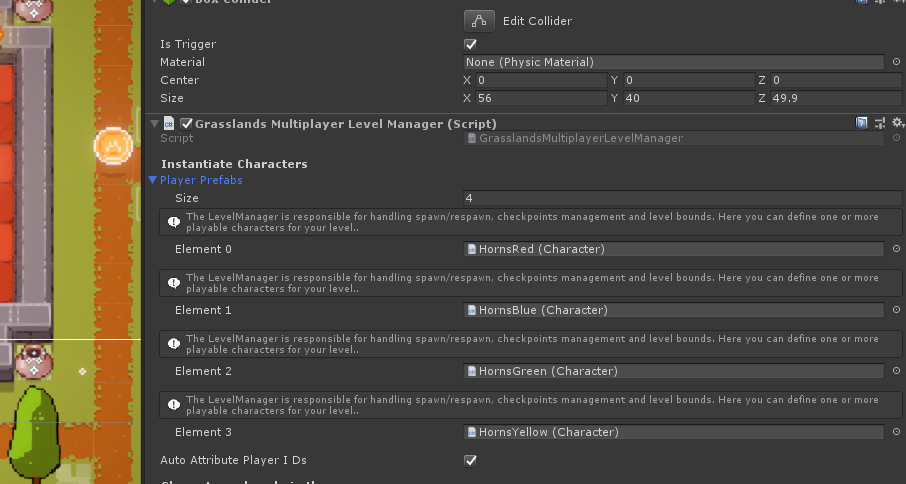 Box Collider
Edit Collider
Is Trigger
Material None (Physic Material)
Center X 0 Y 0 Z 0
Size X 56 Y 40 Z 49.9
Grasslands Multiplayer Level Manager (Script)
Script GrasslandsMultiplayerLevelManager
Instantiate Characters
Player Prefabs
Size 4
The LevelManager is responsible for handling spawn/respawn, checkpoints management and level bounds. Here you can define one or more
playable characters for your level..
Element 0 HornsRed (Character)
The LevelManager is responsible for handling spawn/respawn, checkpoints management and level bounds. Here you can define one or more
playable characters for your level..
Element 1 HornsBlue (Character)
The LevelManager is responsible for handling spawn/respawn, checkpoints management and level bounds. Here you can define one or more
playable characters for your level..
Element 2 HornsGreen (Character)
The LevelManager is responsible for handling spawn/respawn, checkpoints management and level bounds. Here you can define one or more
playable characters for your level..
Element 3 HornsYellow (Character)
Auto Attribute Player I Ds